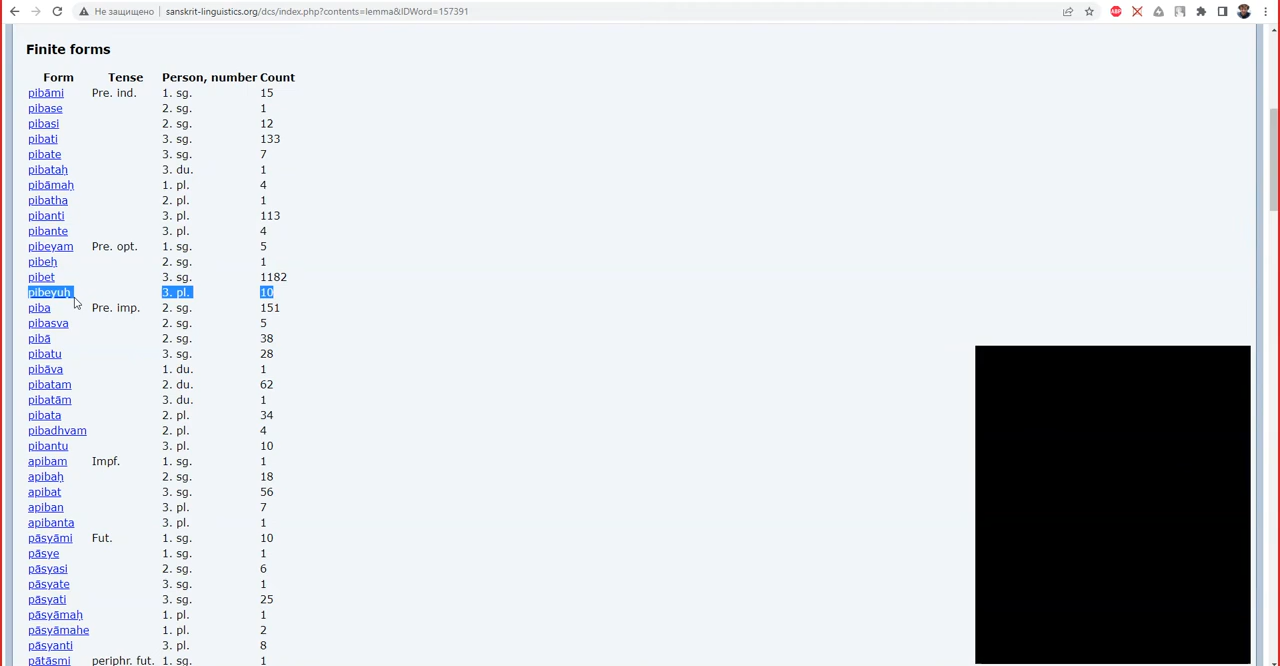 Не защищено sanskrit-linguistics.org/dcs/index.php?contents=lemma&IDWord=157391
ABP
Finite forms
Form Tense Person, number Count
pibāmi Pre. ind. 1. sg. 15
pibase 2. sg. 1
pibasi 2. sg. 12
pibati 3. sg. 133
pibate 3. sg. 7
pibataḥ 3. du. 1
pibāmaḥ 1. pl. 4
pibatha 2. pl. 1
pibanti 3. pl. 113
pibante 3. pl. 4
pibeyam Pre. opt. 1. sg. 5
pibeḥ 2. sg. 1
pibet 3. sg. 1182
pibeyuḥ 3. pl. 10
piba Pre. imp. 2. sg. 151
pibasva 2. sg. 5
pibā 2. sg. 38
pibatu 3. sg. 28
pibāva 1. du. 1
pibatam 2. du. 62
pibatām 3. du. 1
pibata 2. pl. 34
pibadhvam 2. pl. 4
pibantu 3. pl. 10
apibam Impf. 1. sg. 1
apibaḥ 2. sg. 18
apibat 3. sg. 56
apiban 3. pl. 7
apibanta 3. pl. 1
pāsyāmi Fut. 1. sg. 10
pāsye 1. sg. 1
pāsyasi 2. sg. 6
pāsyate 3. sg. 1
pāsyati 3. sg. 25
pāsyāmaḥ 1. pl. 1
pāsyāmahe 1. pl. 2
pāsyanti 3. pl. 8
pātāsmi periphr. fut. 1. sg. 1